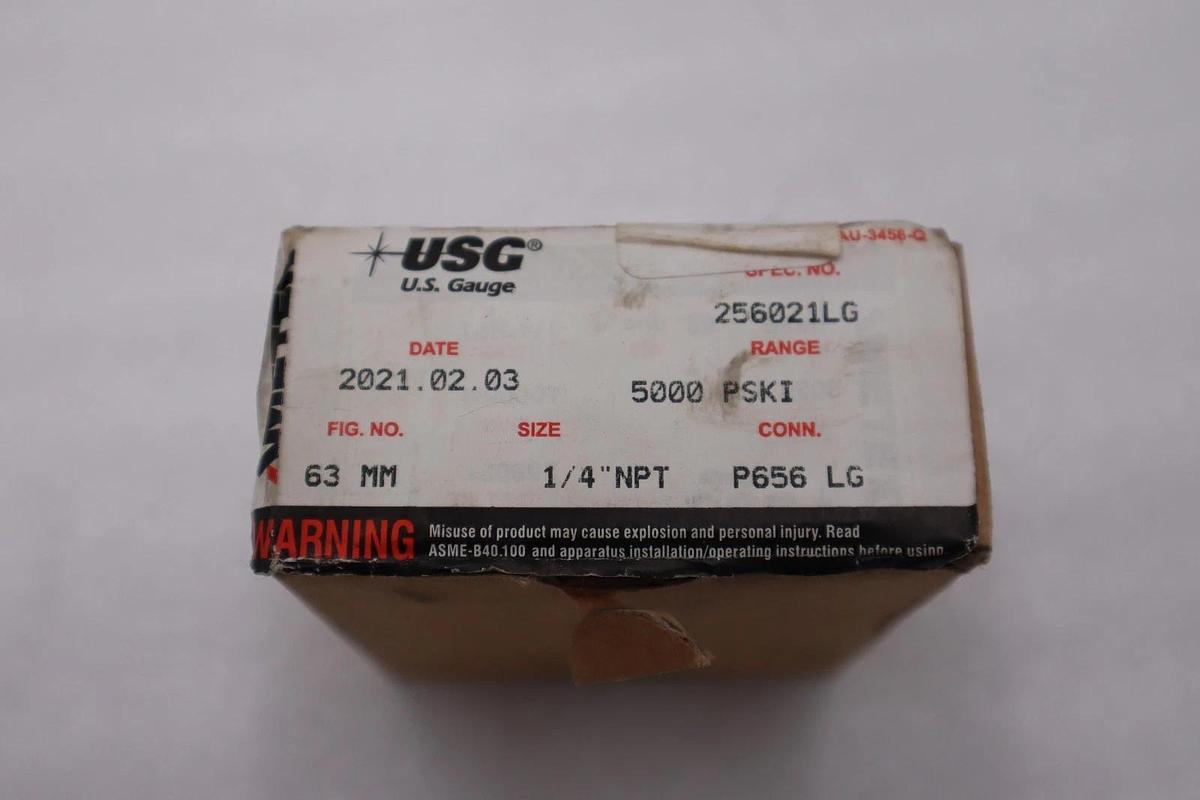 USG®
U.S. Gauge
AU-3458-Q
SPEC. NO.
256021LG
DATE
RANGE
2021.02.03
5000 PSKI
FIG. NO.
SIZE
CONN.
63 MM
1/4"NPT
P656 LG
WARNING
Misuse of product may cause explosion and personal injury. Read
ASME-B40.100 and apparatus installation/operating instructions before using